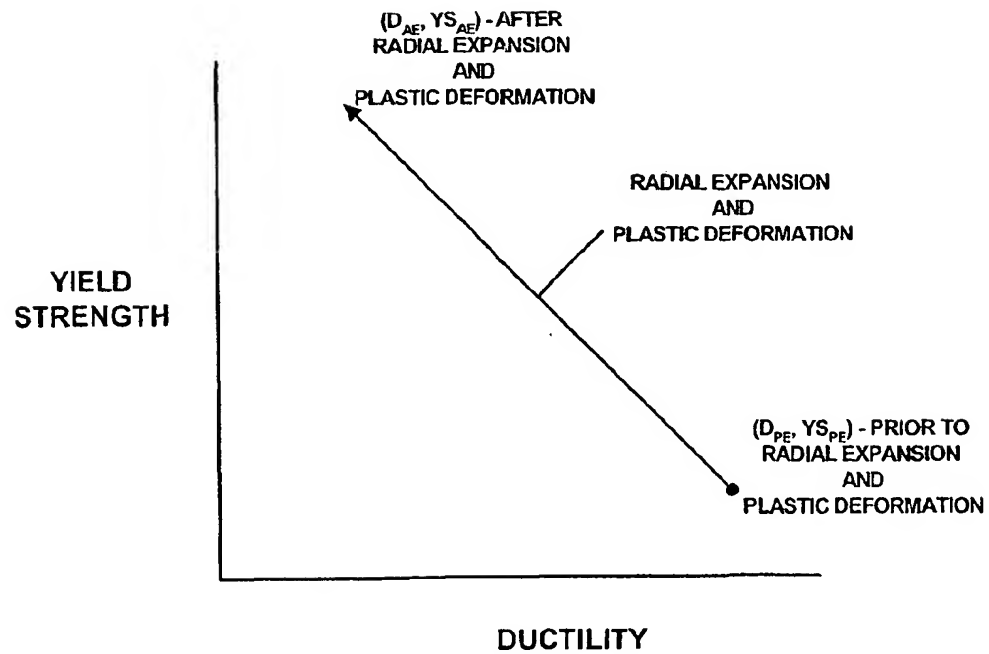 (D_AE, YS_AE) - AFTER
RADIAL EXPANSION
AND
PLASTIC DEFORMATION
RADIAL EXPANSION
AND
PLASTIC DEFORMATION
YIELD
STRENGTH
(D_PE, YS_PE) - PRIOR TO
RADIAL EXPANSION
AND
PLASTIC DEFORMATION
DUCTILITY